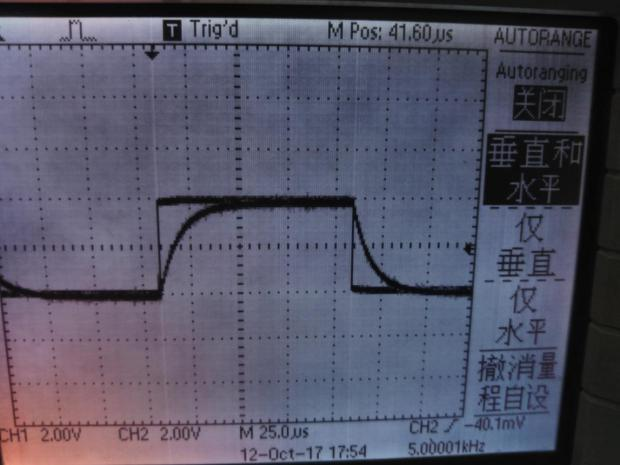 T Trig'd M Pos: 41.60µs AUTORANGE
Autoranging
关闭
垂直和
水平
仅
垂直
仅
水平
撤消量
程自设
CH1 2.00V CH2 2.00V M 25.0µs CH2 -40.1mV
12-Oct-17 17:54 5.00001kHz